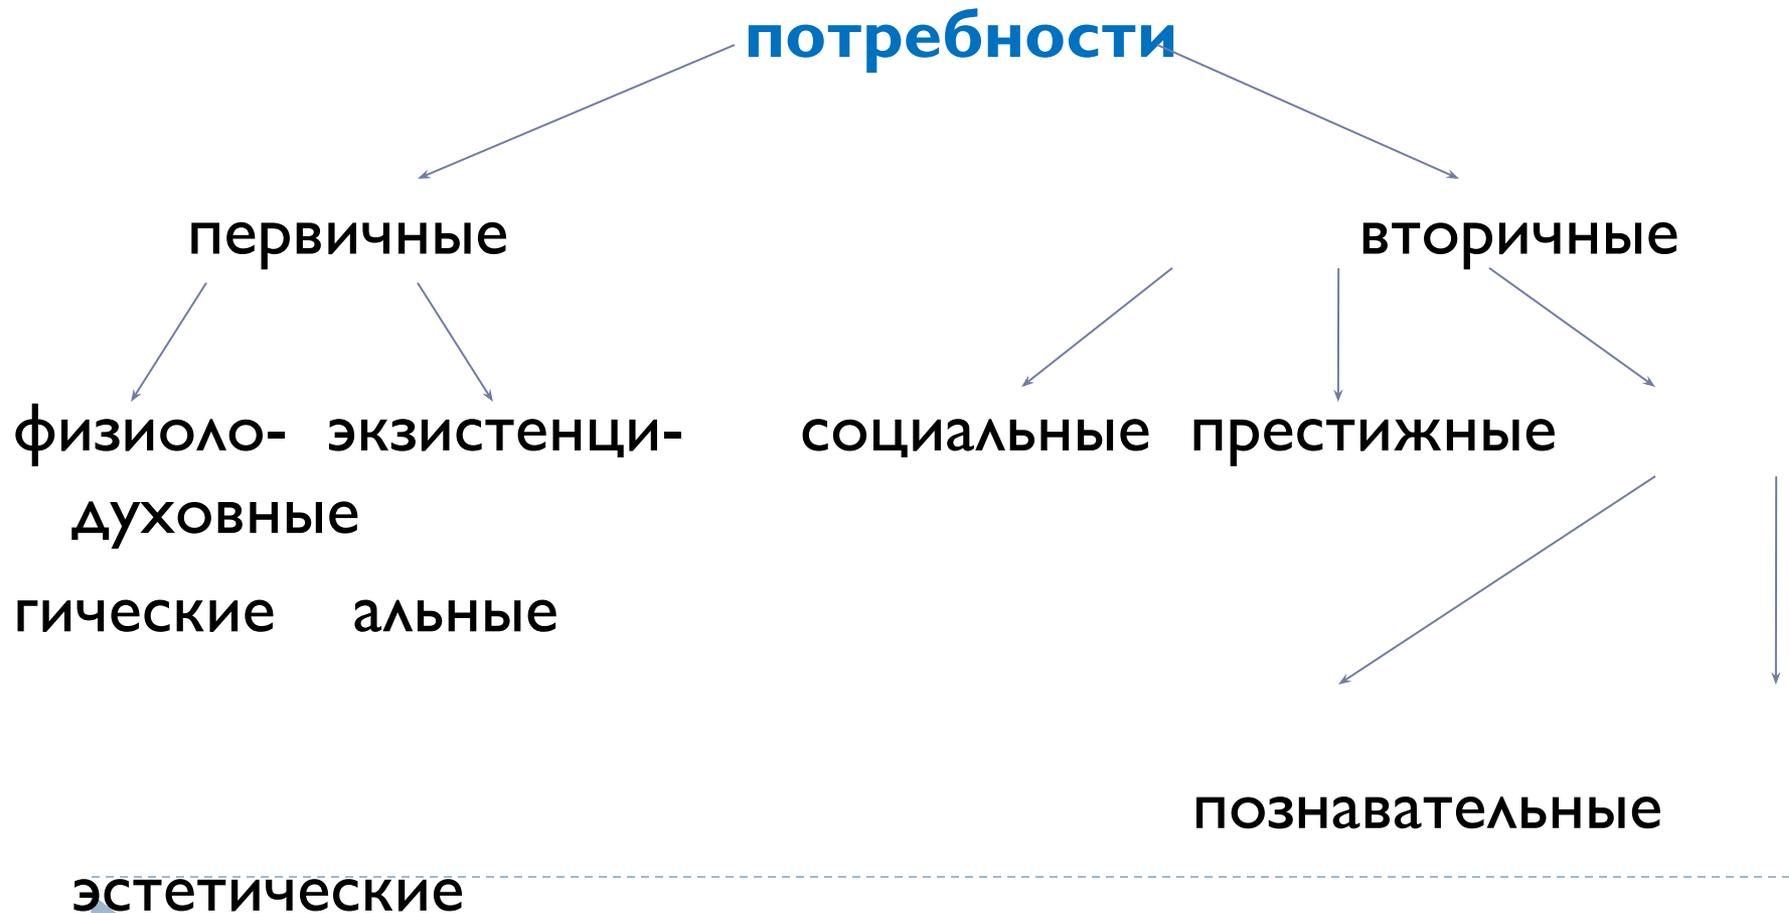 потребности
первичные вторичные
физиоло- экзистенци- социальные престижные
духовные
гические альные
познавательные
эстетические